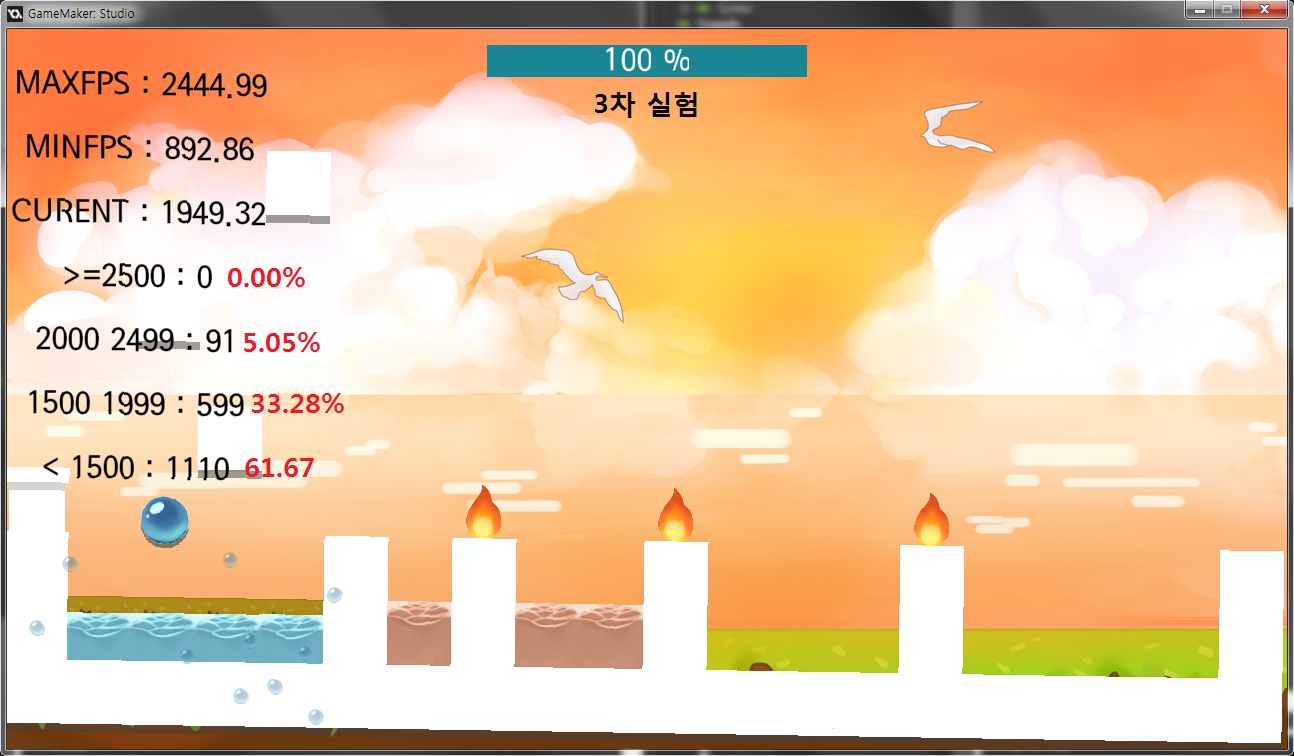 GameMaker: Studio
100 %
3차 실험
MAXFPS : 2444.99
MINFPS : 892.86
CURENT : 1949.32
>=2500 : 0 0.00%
2000 2499 : 91 5.05%
1500 1999 : 599 33.28%
< 1500 : 1110 61.67